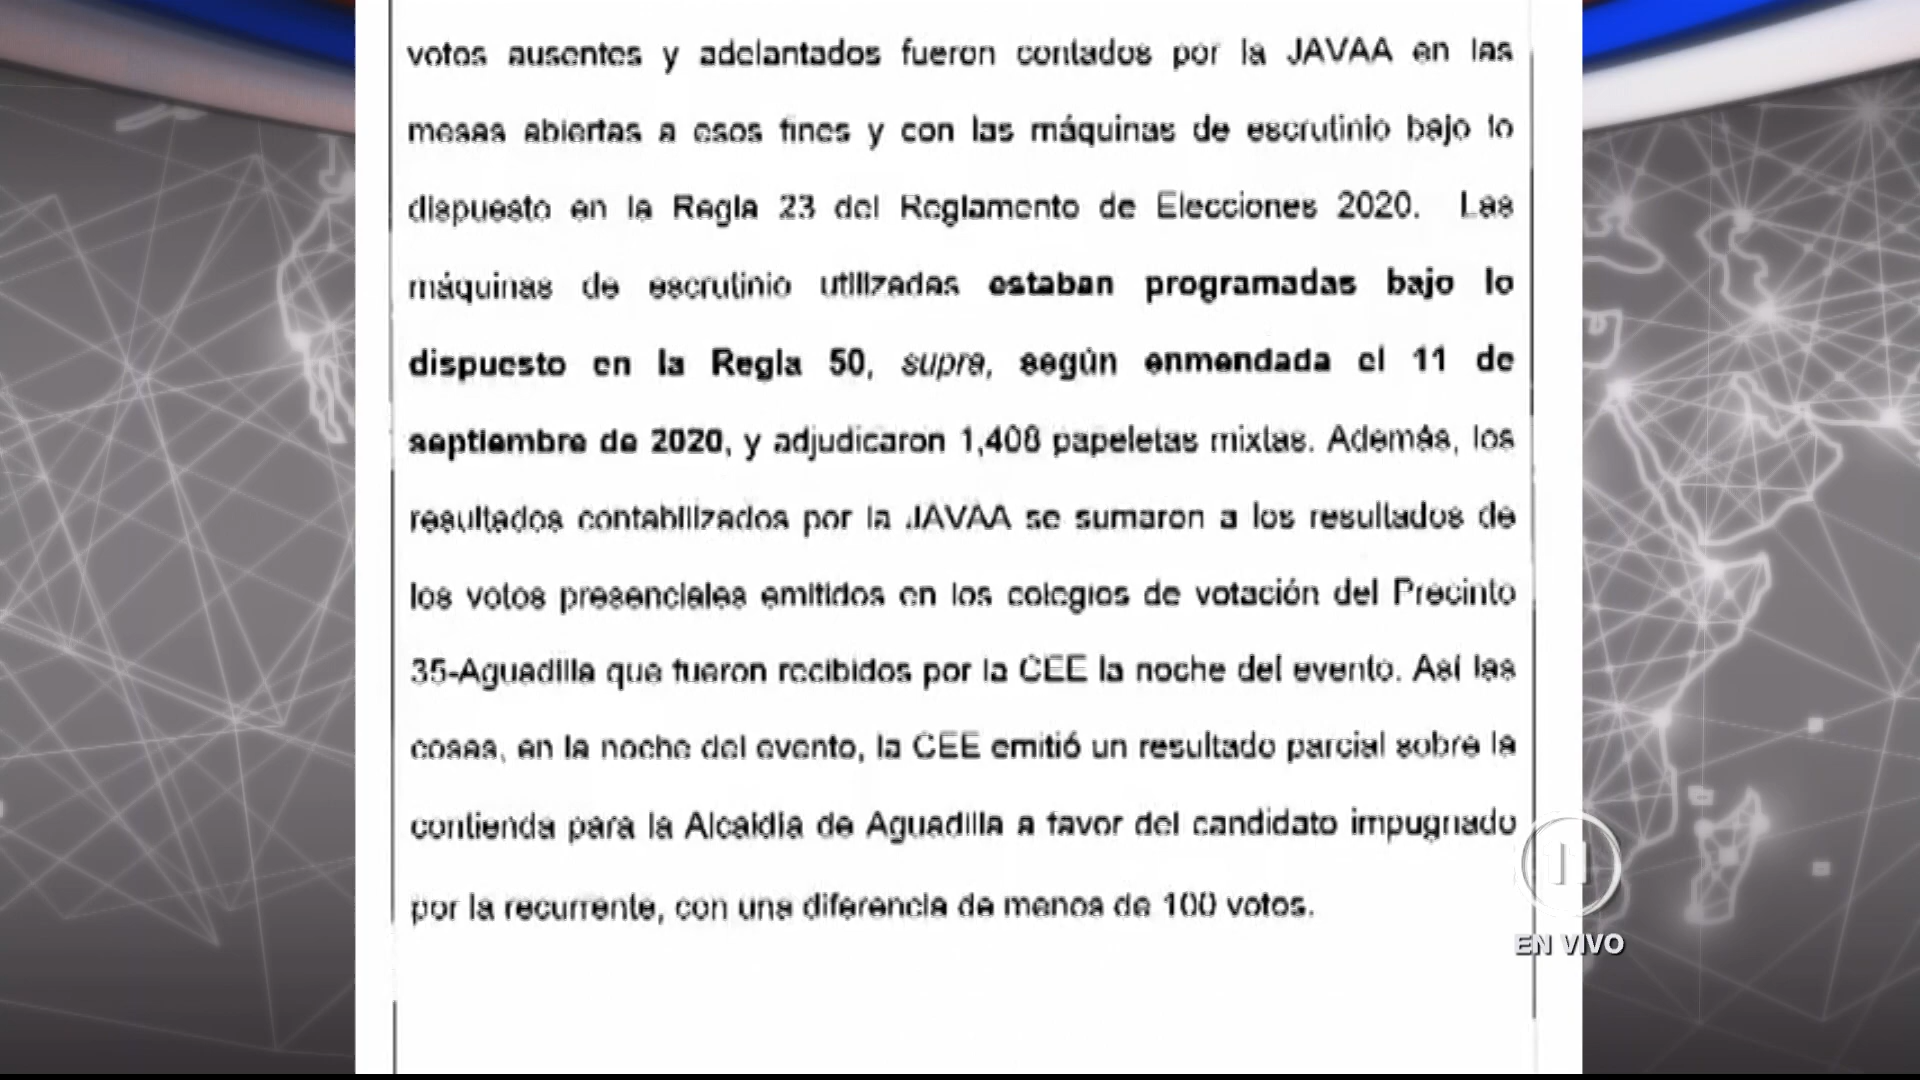 votos ausentes y adelantados fueron contados por la JAVAA en las
mesas abiertas a esos fines y con las máquinas de escrutinio bajo lo
dispuesto en la Regla 23 del Reglamento de Elecciones 2020. Las
máquinas de escrutinio utilizadas estaban programadas bajo lo
dispuesto en la Regla 50, supra, según enmendada el 11 de
septiembre de 2020, y adjudicaron 1,408 papeletas mixtas. Además, los
resultados contabilizados por la JAVAA se sumaron a los resultados de
los votos presenciales emitidos en los colegios de votación del Precinto
35-Aguadilla que fueron recibidos por la CEE la noche del evento. Así las
cosas, en la noche del evento, la CEE emitió un resultado parcial sobre la
contienda para la Alcaldía de Aguadilla a favor del candidato impugnado
por la recurrente, con una diferencia de menos de 100 votos.
11
EN VIVO